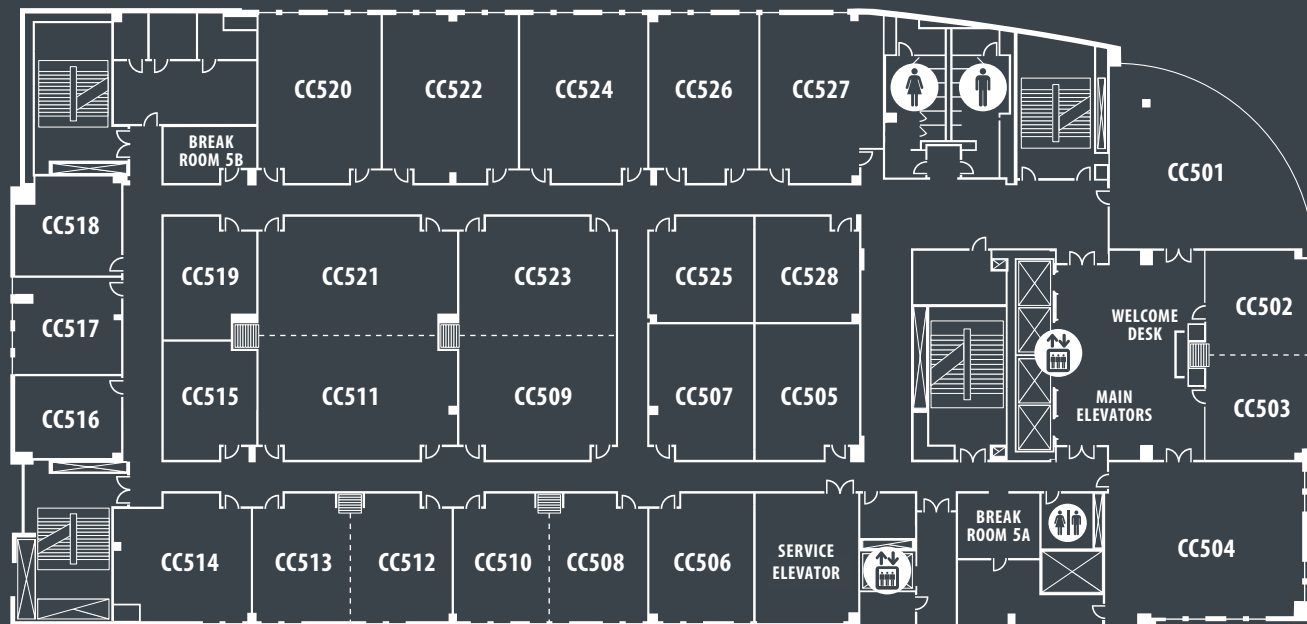 CC520
CC522
CC524
CC526
CC527
BREAK
ROOM 5B
CC501
CC518
CC519
CC521
CC523
CC525
CC528
CC517
WELCOME
DESK
CC502
CC516
CC515
CC511
CC509
CC507
CC505
MAIN
ELEVATORS
CC503
CC514
CC513
CC512
CC510
CC508
CC506
SERVICE
ELEVATOR
BREAK
ROOM 5A
CC504